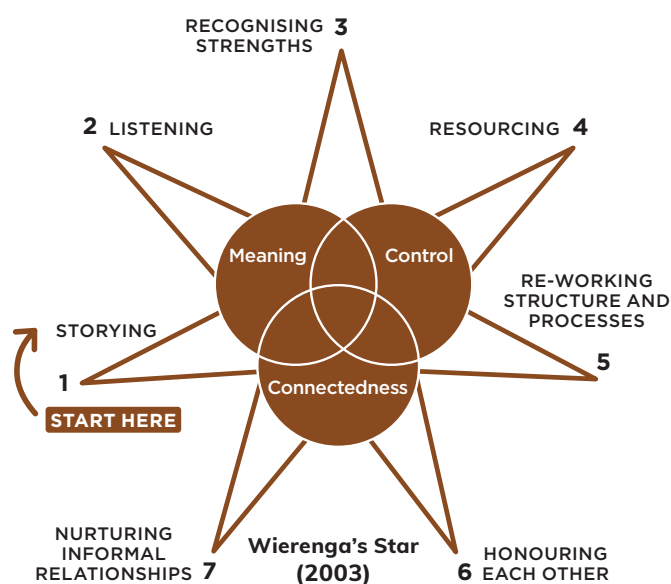 RECOGNISING 3
STRENGTHS
2 LISTENING
RESOURCING 4
Meaning
Control
RE-WORKING
STRUCTURE AND
PROCESSES
5
STORYING
1
START HERE
Connectedness
NURTURING
INFORMAL
RELATIONSHIPS 7
Wierenga’s Star
(2003)
6 HONOURING
EACH OTHER